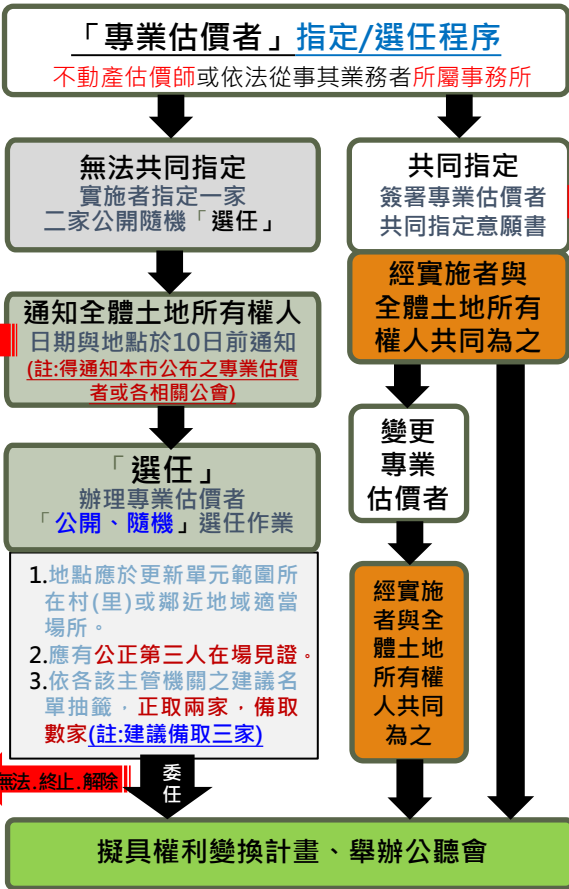 「專業估價者」指定/選任程序
不動產估價師或依法從事其業務者所屬事務所
無法共同指定
實施者指定一家
二家公開隨機「選任」
通知全體土地所有權人
日期與地點於10日前通知
(註:得通知本市公布之專業估價
者或各相關公會)
「選任」
辦理專業估價者
「公開、隨機」選任作業
1.地點應於更新單元範圍所
在村(里)或鄰近地域適當
場所。
2.應有公正第三人在場見證。
3.依各該主管機關之建議名
單抽籤，正取兩家，備取
數家(註:建議備取三家)
無法.終止.解除
委
任
共同指定
簽署專業估價者
共同指定意願書
經實施者與
全體土地所有
權人共同為之
變更
專業
估價者
經實施
者與全
體土地
所有權
人共同
為之
擬具權利變換計畫、舉辦公聽會